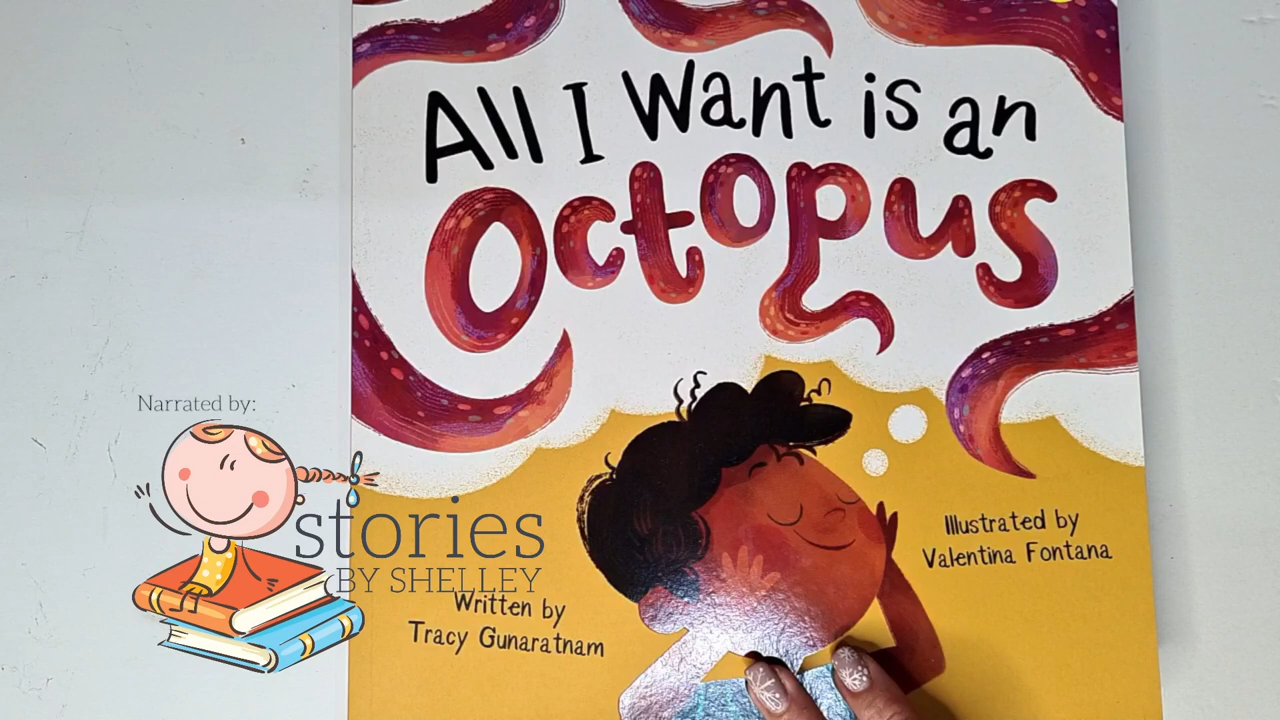 All I Want is an
Octopus
Narrated by:
stories
BY SHELLEY
Written by
Tracy Gunaratnam
Illustrated by
Valentina Fontana